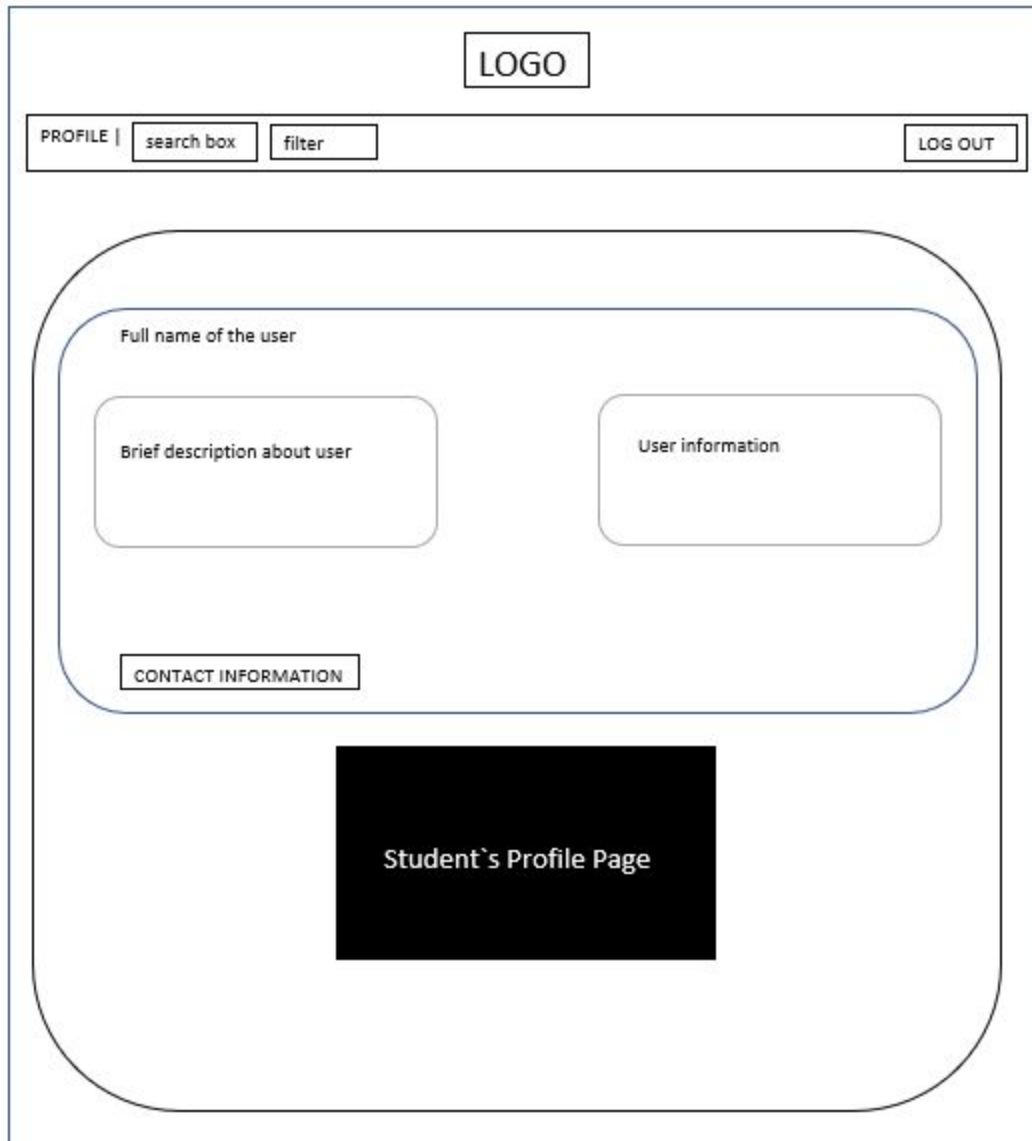 LOGO
PROFILE | search box filter LOG OUT
Full name of the user
Brief description about user
User information
CONTACT INFORMATION
Student`s Profile Page